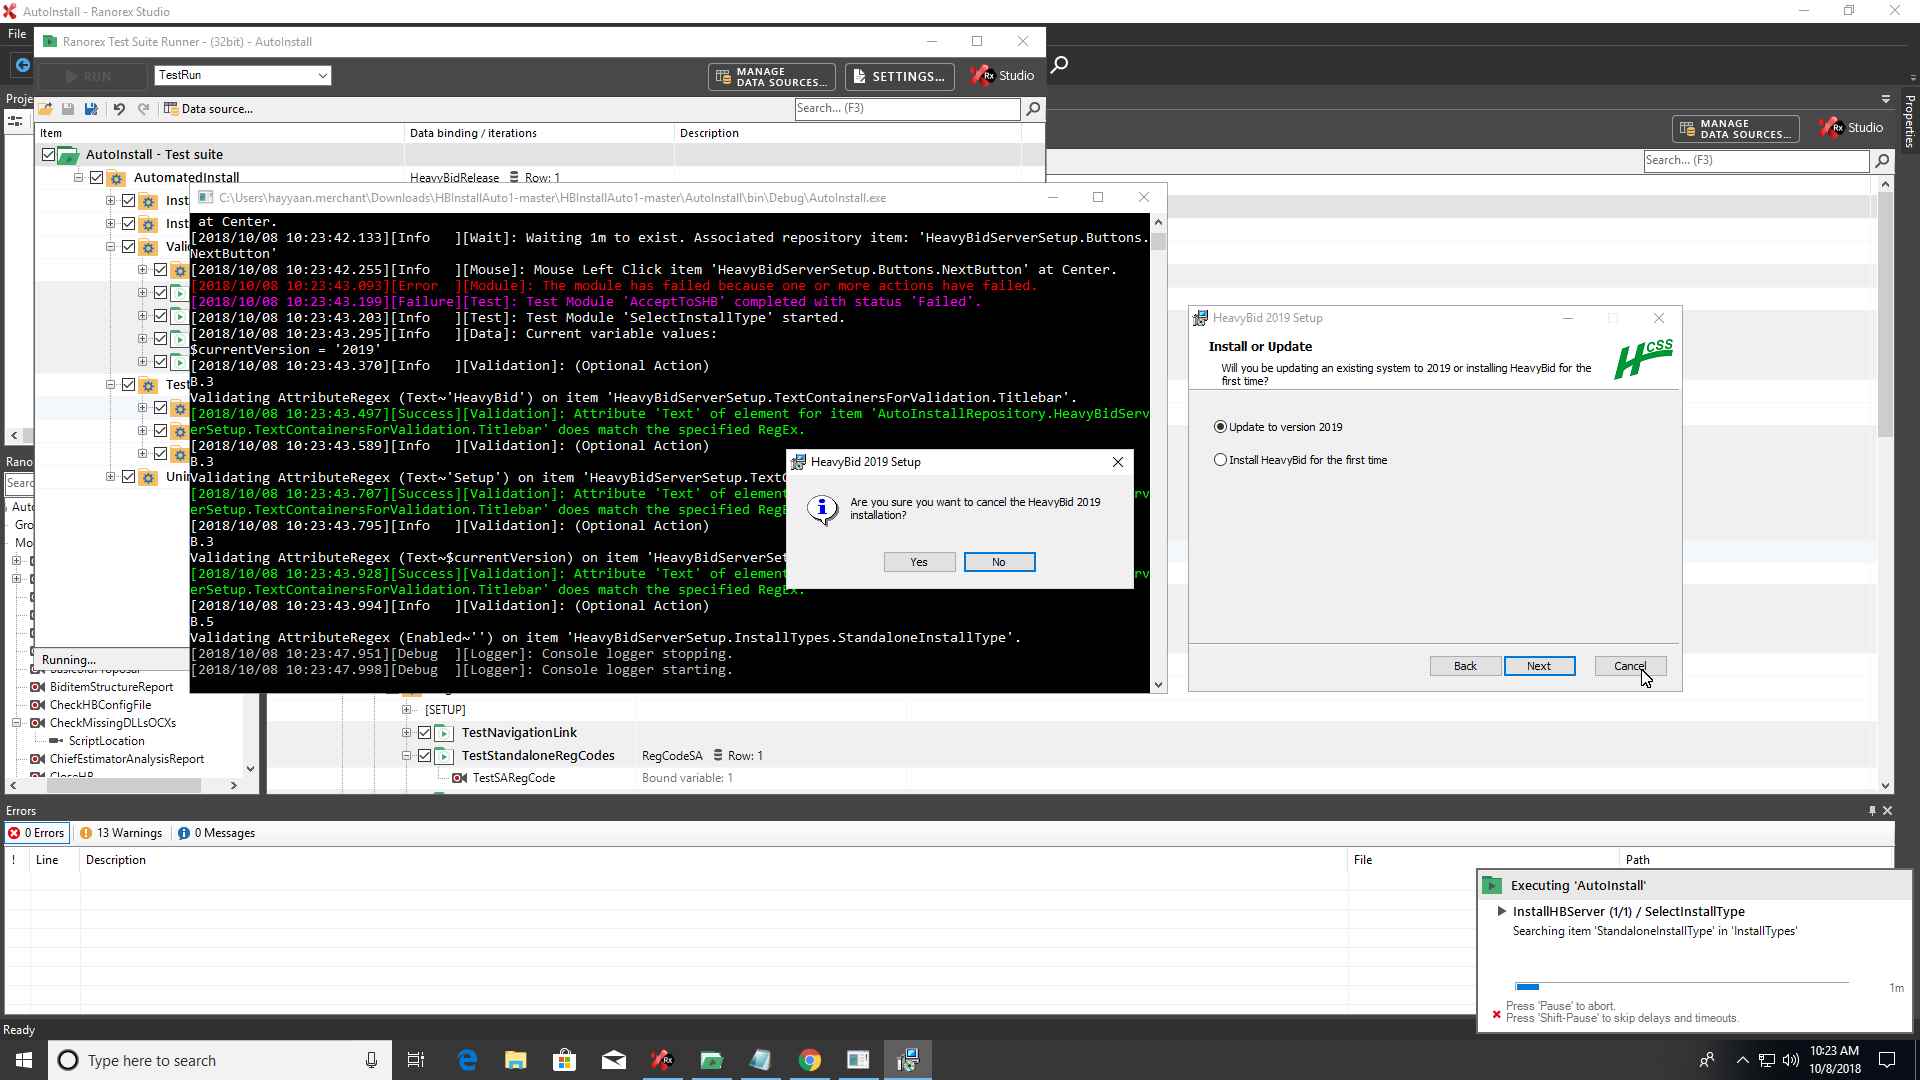 AutoInstall - Ranorex Studio
File
Ranorex Test Suite Runner - (32bit) - AutoInstall
RUN
TestRun
MANAGE
DATA SOURCES...
SETTINGS...
Rx Studio
Data source...
Search... (F3)
Proje
Properties
MANAGE
DATA SOURCES...
Rx Studio
Search... (F3)
Item
Data binding / iterations
Description
AutoInstall - Test suite
AutomatedInstall
HeavyBidRelease
Row: 1
Inst
Inst
Valid
Test
Unin
C:\Users\hayyaan.merchant\Downloads\HBInstallAuto1-master\HBInstallAuto1-master\AutoInstall\bin\Debug\AutoInstall.exe
at Center.
[2018/10/08 10:23:42.133][Info   ][Wait]: Waiting 1m to exist. Associated repository item: 'HeavyBidServerSetup.Buttons.
NextButton'
[2018/10/08 10:23:42.255][Info   ][Mouse]: Mouse Left Click item 'HeavyBidServerSetup.Buttons.NextButton' at Center.
[2018/10/08 10:23:43.093][Error  ][Module]: The module has failed because one or more actions have failed.
[2018/10/08 10:23:43.199][Failure][Test]: Test Module 'AcceptToSHB' completed with status 'Failed'.
[2018/10/08 10:23:43.203][Info   ][Test]: Test Module 'SelectInstallType' started.
[2018/10/08 10:23:43.295][Info   ][Data]: Current variable values:
$currentVersion = '2019'
[2018/10/08 10:23:43.370][Info   ][Validation]: (Optional Action)
B.3
Validating AttributeRegex (Text~'HeavyBid') on item 'HeavyBidServerSetup.TextContainersForValidation.Titlebar'.
[2018/10/08 10:23:43.497][Success][Validation]: Attribute 'Text' of element for item 'AutoInstallRepository.HeavyBidServ
erSetup.TextContainersForValidation.Titlebar' does match the specified RegEx.
[2018/10/08 10:23:43.589][Info   ][Validation]: (Optional Action)
B.3
Validating AttributeRegex (Text~'Setup') on item 'HeavyBidServerSetup.TextC
[2018/10/08 10:23:43.707][Success][Validation]: Attribute 'Text' of element
rv
erSetup.TextContainersForValidation.Titlebar' does match the specified RegE
[2018/10/08 10:23:43.795][Info   ][Validation]: (Optional Action)
B.3
Validating AttributeRegex (Text~$currentVersion) on item 'HeavyBidServerSet
[2018/10/08 10:23:43.928][Success][Validation]: Attribute 'Text' of element
rv
erSetup.TextContainersForValidation.Titlebar' does match the specified RegEx.
[2018/10/08 10:23:43.994][Info   ][Validation]: (Optional Action)
B.5
Validating AttributeRegex (Enabled~'') on item 'HeavyBidServerSetup.InstallTypes.StandaloneInstallType'.
[2018/10/08 10:23:47.951][Debug  ][Logger]: Console logger stopping.
[2018/10/08 10:23:47.998][Debug  ][Logger]: Console logger starting.
HeavyBid 2019 Setup
Are you sure you want to cancel the HeavyBid 2019
installation?
Yes
No
HeavyBid 2019 Setup
Install or Update
Will you be updating an existing system to 2019 or installing HeavyBid for the
first time?
HCSS
Update to version 2019
Install HeavyBid for the first time
Back
Next
Cancel
Rano
Searc
Auto
Gro
Mo
Running...
BiditemStructureReport
CheckHBConfigFile
CheckMissingDLLsOCXs
ScriptLocation
ChiefEstimatorAnalysisReport
CloseHB
[SETUP]
TestNavigationLink
TestStandaloneRegCodes
RegCodeSA
Row: 1
TestSARegCode
Bound variable: 1
Errors
0 Errors
13 Warnings
0 Messages
!
Line
Description
File
Path
Executing 'AutoInstall'
InstallHBServer (1/1) / SelectInstallType
Searching item 'StandaloneInstallType' in 'InstallTypes'
1m
Press 'Pause' to abort.
Press 'Shift-Pause' to skip delays and timeouts.
Ready
Type here to search
10:23 AM
10/8/2018